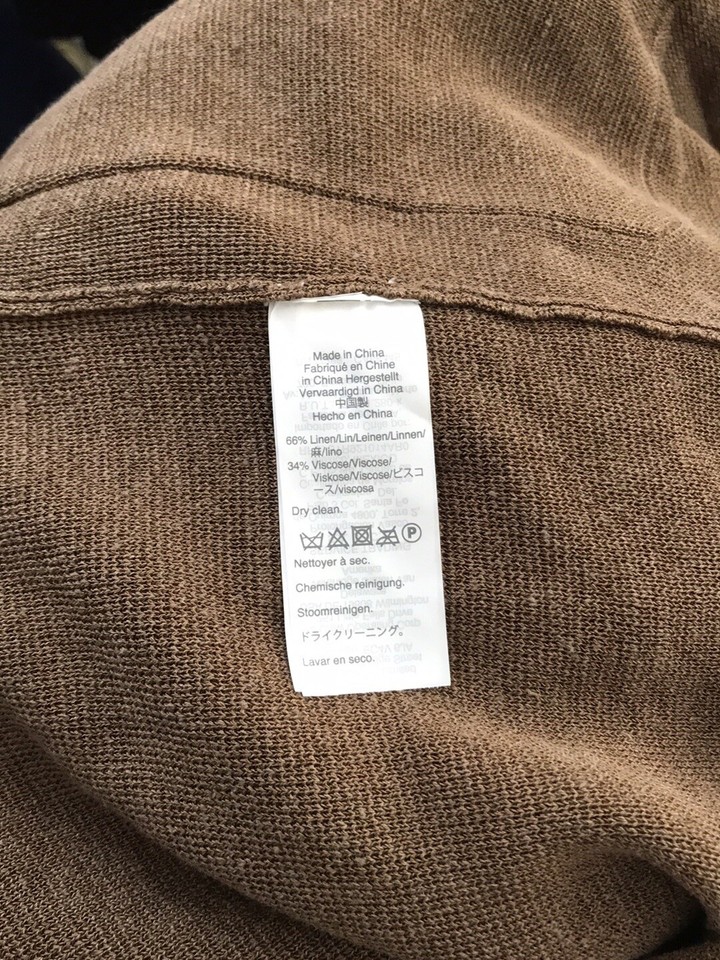 Made in China
Fabriqué en Chine
in China Hergestellt
Vervaardigd in China
中国製
Hecho en China
66% Linen/Lin/Leinen/Linnen/
麻/lino
34% Viscose/Viscose/
Viskose/Viscose/ビスコ
ース/viscosa
Dry clean.
P
Nettoyer à sec.
Chemische reinigung.
Stoomreinigen.
ドライクリーニング。
Lavar en seco.